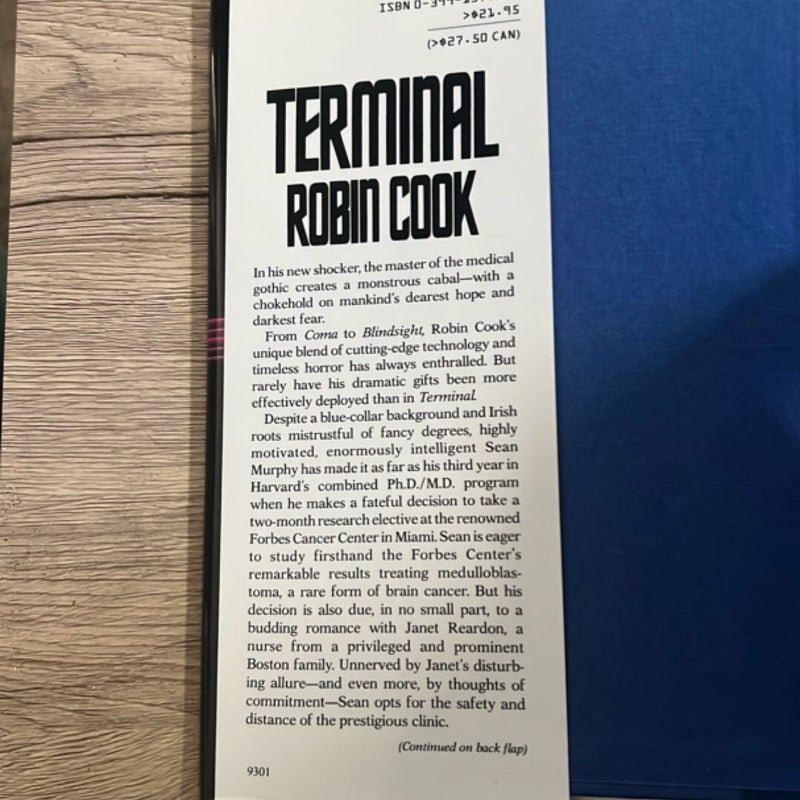 ISBN 0-399-
>$21.95
(>$27.50 CAN)
TERMINAL
ROBIN COOK
In his new shocker, the master of the medical
gothic creates a monstrous cabal—with a
chokehold on mankind's dearest hope and
darkest fear.
From Coma to Blindsight, Robin Cook's
unique blend of cutting-edge technology and
timeless horror has always enthralled. But
rarely have his dramatic gifts been more
effectively deployed than in Terminal.
Despite a blue-collar background and Irish
roots mistrustful of fancy degrees, highly
motivated, enormously intelligent Sean
Murphy has made it as far as his third year in
Harvard's combined Ph.D./M.D. program
when he makes a fateful decision to take a
two-month research elective at the renowned
Forbes Cancer Center in Miami. Sean is eager
to study firsthand the Forbes Center's
remarkable results treating medulloblas-
toma, a rare form of brain cancer. But his
decision is also due, in no small part, to a
budding romance with Janet Reardon, a
nurse from a privileged and prominent
Boston family. Unnerved by Janet's disturb-
ing allure—and even more, by thoughts of
commitment—Sean opts for the safety and
distance of the prestigious clinic.
(Continued on back flap)
9301